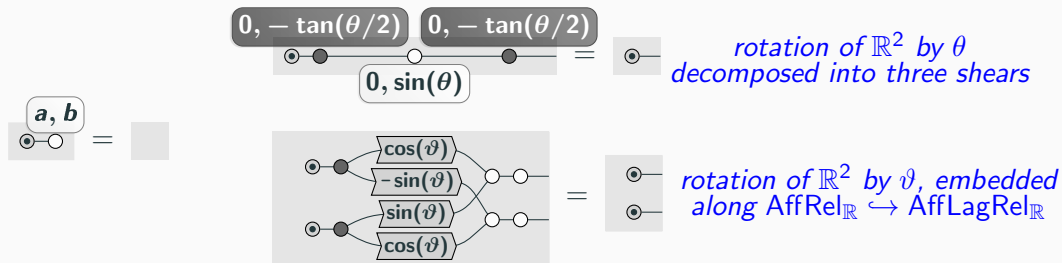 0, − tan(θ/2) 0, − tan(θ/2)
=
0, sin(θ)
rotation of ℝ² by θ
decomposed into three shears
a, b
=
cos(ϑ)
-sin(ϑ)
sin(ϑ)
cos(ϑ)
=
rotation of ℝ² by ϑ, embedded
along AffRelℝ ↪ AffLagRelℝ